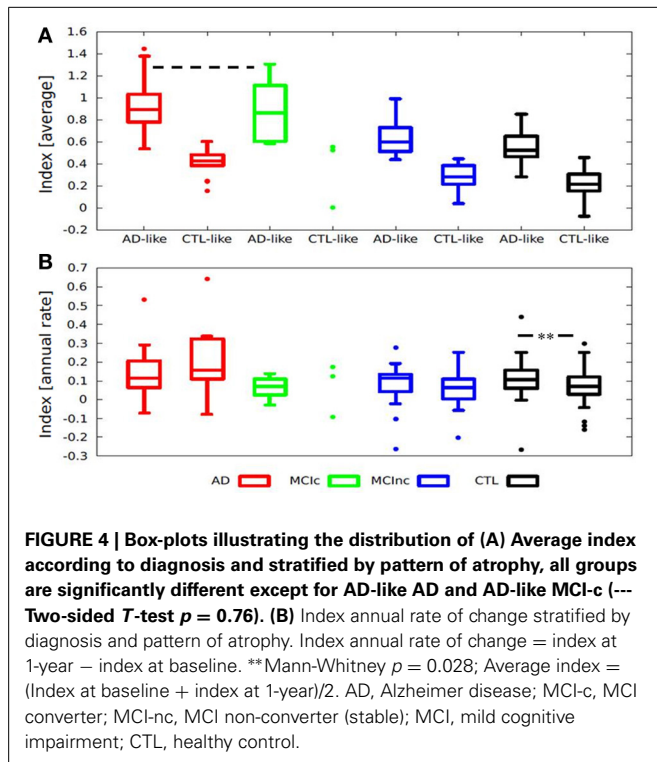 A
1.6
1.4
1.2
1
0.8
0.6
0.4
0.2
0
-0.2
Index [average]
AD-like CTL-like AD-like CTL-like AD-like CTL-like AD-like CTL-like
B
0.7
0.6
0.5
0.4
0.3
0.2
0.1
0
-0.1
-0.2
-0.3
Index [annual rate]
**
AD MCIc MCInc CTL
FIGURE 4 | Box-plots illustrating the distribution of (A) Average index
according to diagnosis and stratified by pattern of atrophy, all groups
are significantly different except for AD-like AD and AD-like MCI-c (---
Two-sided T-test p = 0.76). (B) Index annual rate of change stratified by
diagnosis and pattern of atrophy. Index annual rate of change = index at
1-year − index at baseline. **Mann-Whitney p = 0.028; Average index =
(Index at baseline + index at 1-year)/2. AD, Alzheimer disease; MCI-c, MCI
converter; MCI-nc, MCI non-converter (stable); MCI, mild cognitive
impairment; CTL, healthy control.